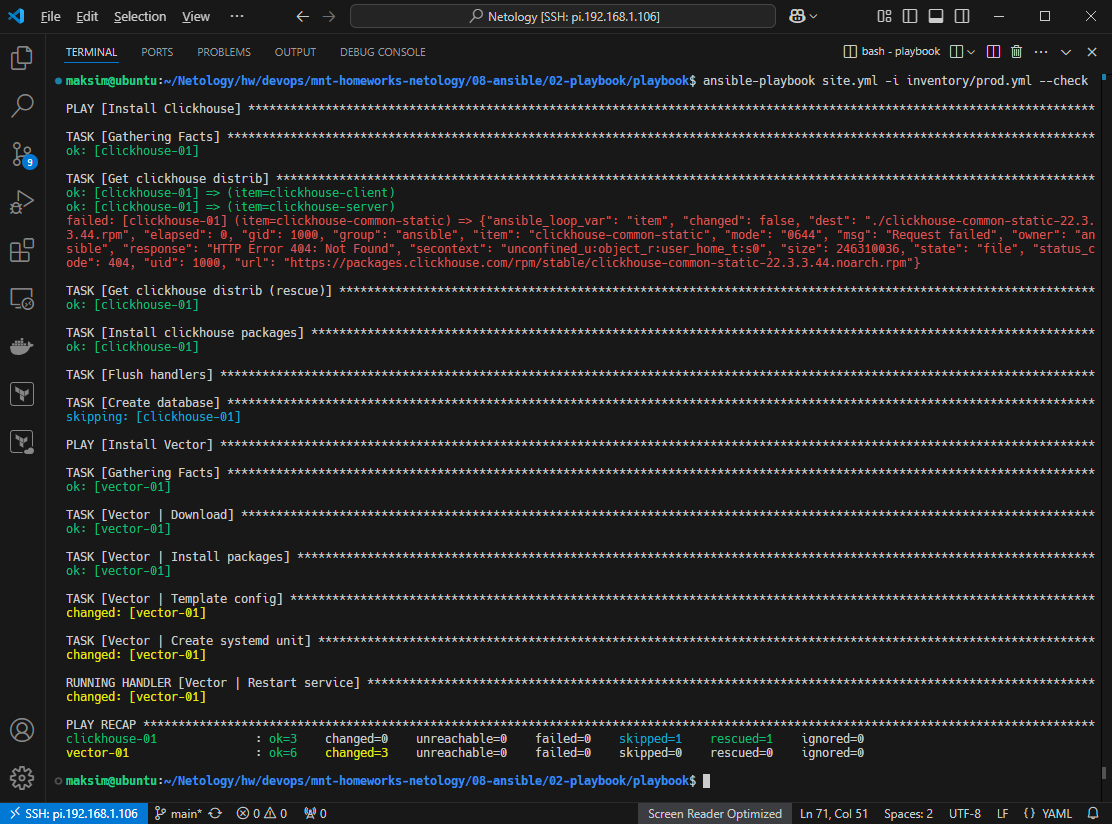 File Edit Selection View ··· Netology [SSH: pi.192.168.1.106]
TERMINAL PORTS PROBLEMS OUTPUT DEBUG CONSOLE bash - playbook
maksim@ubuntu:~/Netology/hw/devops/mnt-homeworks-netology/08-ansible/02-playbook/playbook$ ansible-playbook site.yml -i inventory/prod.yml --check
PLAY [Install Clickhouse] *************************************************************************************************************************
TASK [Gathering Facts] ****************************************************************************************************************************
ok: [clickhouse-01]
TASK [Get clickhouse distrib] *********************************************************************************************************************
ok: [clickhouse-01] => (item=clickhouse-client)
ok: [clickhouse-01] => (item=clickhouse-server)
failed: [clickhouse-01] (item=clickhouse-common-static) => {"ansible_loop_var": "item", "changed": false, "dest": "./clickhouse-common-static-22.3.
3.44.rpm", "elapsed": 0, "gid": 1000, "group": "ansible", "item": "clickhouse-common-static", "mode": "0644", "msg": "Request failed", "owner": "an
sible", "response": "HTTP Error 404: Not Found", "secontext": "unconfined_u:object_r:user_home_t:s0", "size": 246310036, "state": "file", "status_c
ode": 404, "uid": 1000, "url": "https://packages.clickhouse.com/rpm/stable/clickhouse-common-static-22.3.3.44.noarch.rpm"}
TASK [Get clickhouse distrib (rescue)] ************************************************************************************************************
ok: [clickhouse-01]
TASK [Install clickhouse packages] ****************************************************************************************************************
ok: [clickhouse-01]
TASK [Flush handlers] *****************************************************************************************************************************
TASK [Create database] ****************************************************************************************************************************
skipping: [clickhouse-01]
PLAY [Install Vector] *****************************************************************************************************************************
TASK [Gathering Facts] ****************************************************************************************************************************
ok: [vector-01]
TASK [Vector | Download] **************************************************************************************************************************
ok: [vector-01]
TASK [Vector | Install packages] ******************************************************************************************************************
ok: [vector-01]
TASK [Vector | Template config] *******************************************************************************************************************
changed: [vector-01]
TASK [Vector | Create systemd unit] ***************************************************************************************************************
changed: [vector-01]
RUNNING HANDLER [Vector | Restart service] ********************************************************************************************************
changed: [vector-01]
PLAY RECAP ****************************************************************************************************************************************
clickhouse-01 : ok=3 changed=0 unreachable=0 failed=0 skipped=1 rescued=1 ignored=0
vector-01 : ok=6 changed=3 unreachable=0 failed=0 skipped=0 rescued=0 ignored=0
maksim@ubuntu:~/Netology/hw/devops/mnt-homeworks-netology/08-ansible/02-playbook/playbook$
9
SSH: pi.192.168.1.106 main* 0 0 0 Screen Reader Optimized Ln 71, Col 51 Spaces: 2 UTF-8 LF {} YAML